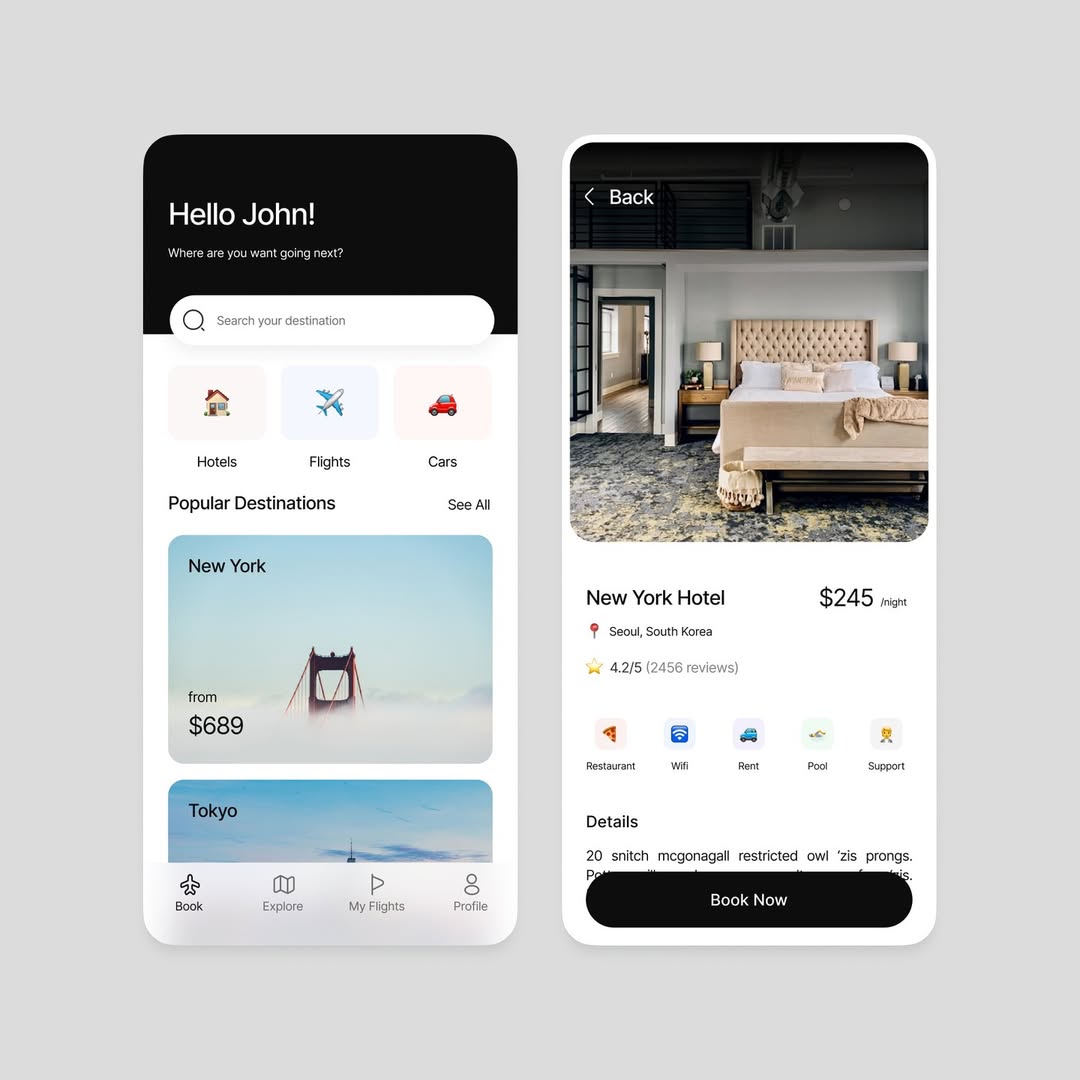 Hello John!
Where are you want going next?
Search your destination
Hotels Flights Cars
Popular Destinations See All
New York
from
$689
Tokyo
Book Explore My Flights Profile
Back
New York Hotel $245 /night
Seoul, South Korea
4.2/5 (2456 reviews)
Restaurant Wifi Rent Pool Support
Details
20 snitch mcgonagall restricted owl ‘zis prongs.
Book Now